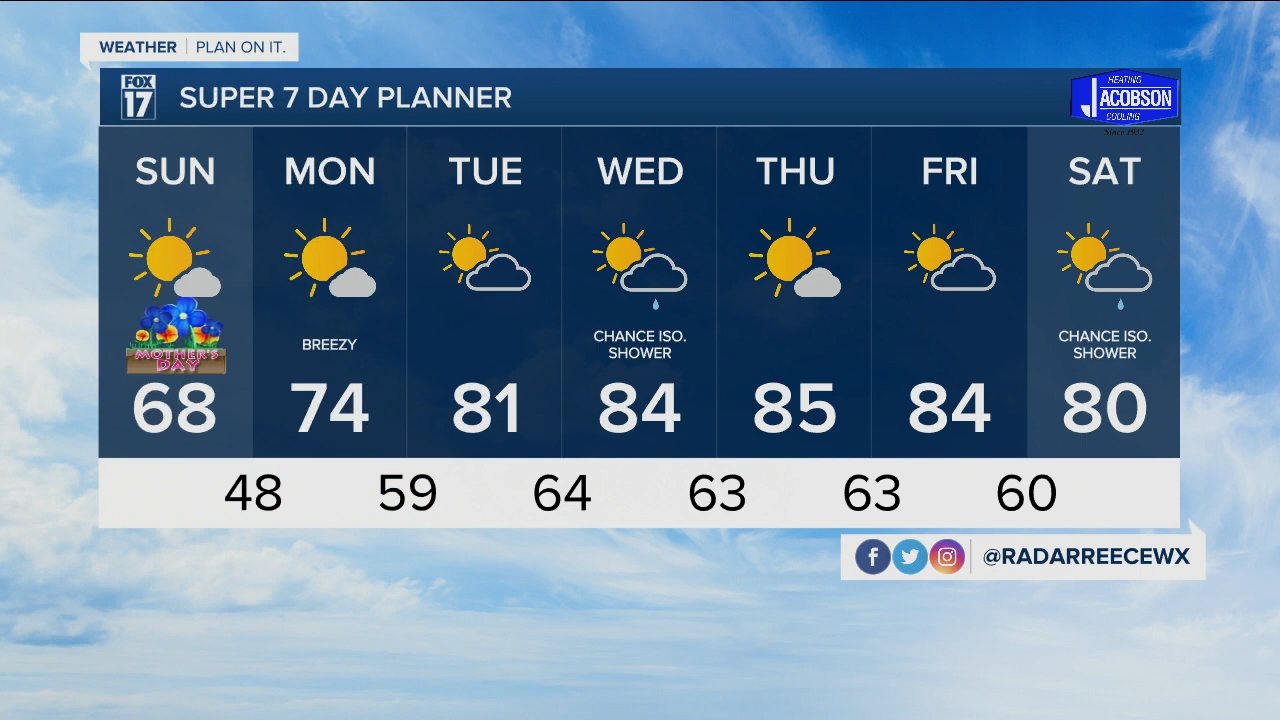 WEATHER | PLAN ON IT.
FOX
17
SUPER 7 DAY PLANNER
HEATING
JACOBSON
COOLING
Since 1932
SUN MON TUE WED THU FRI SAT
MOTHER'S
DAY
BREEZY
CHANCE ISO.
SHOWER
CHANCE ISO.
SHOWER
68 74 81 84 85 84 80
48 59 64 63 63 60
@RADARREECEWX